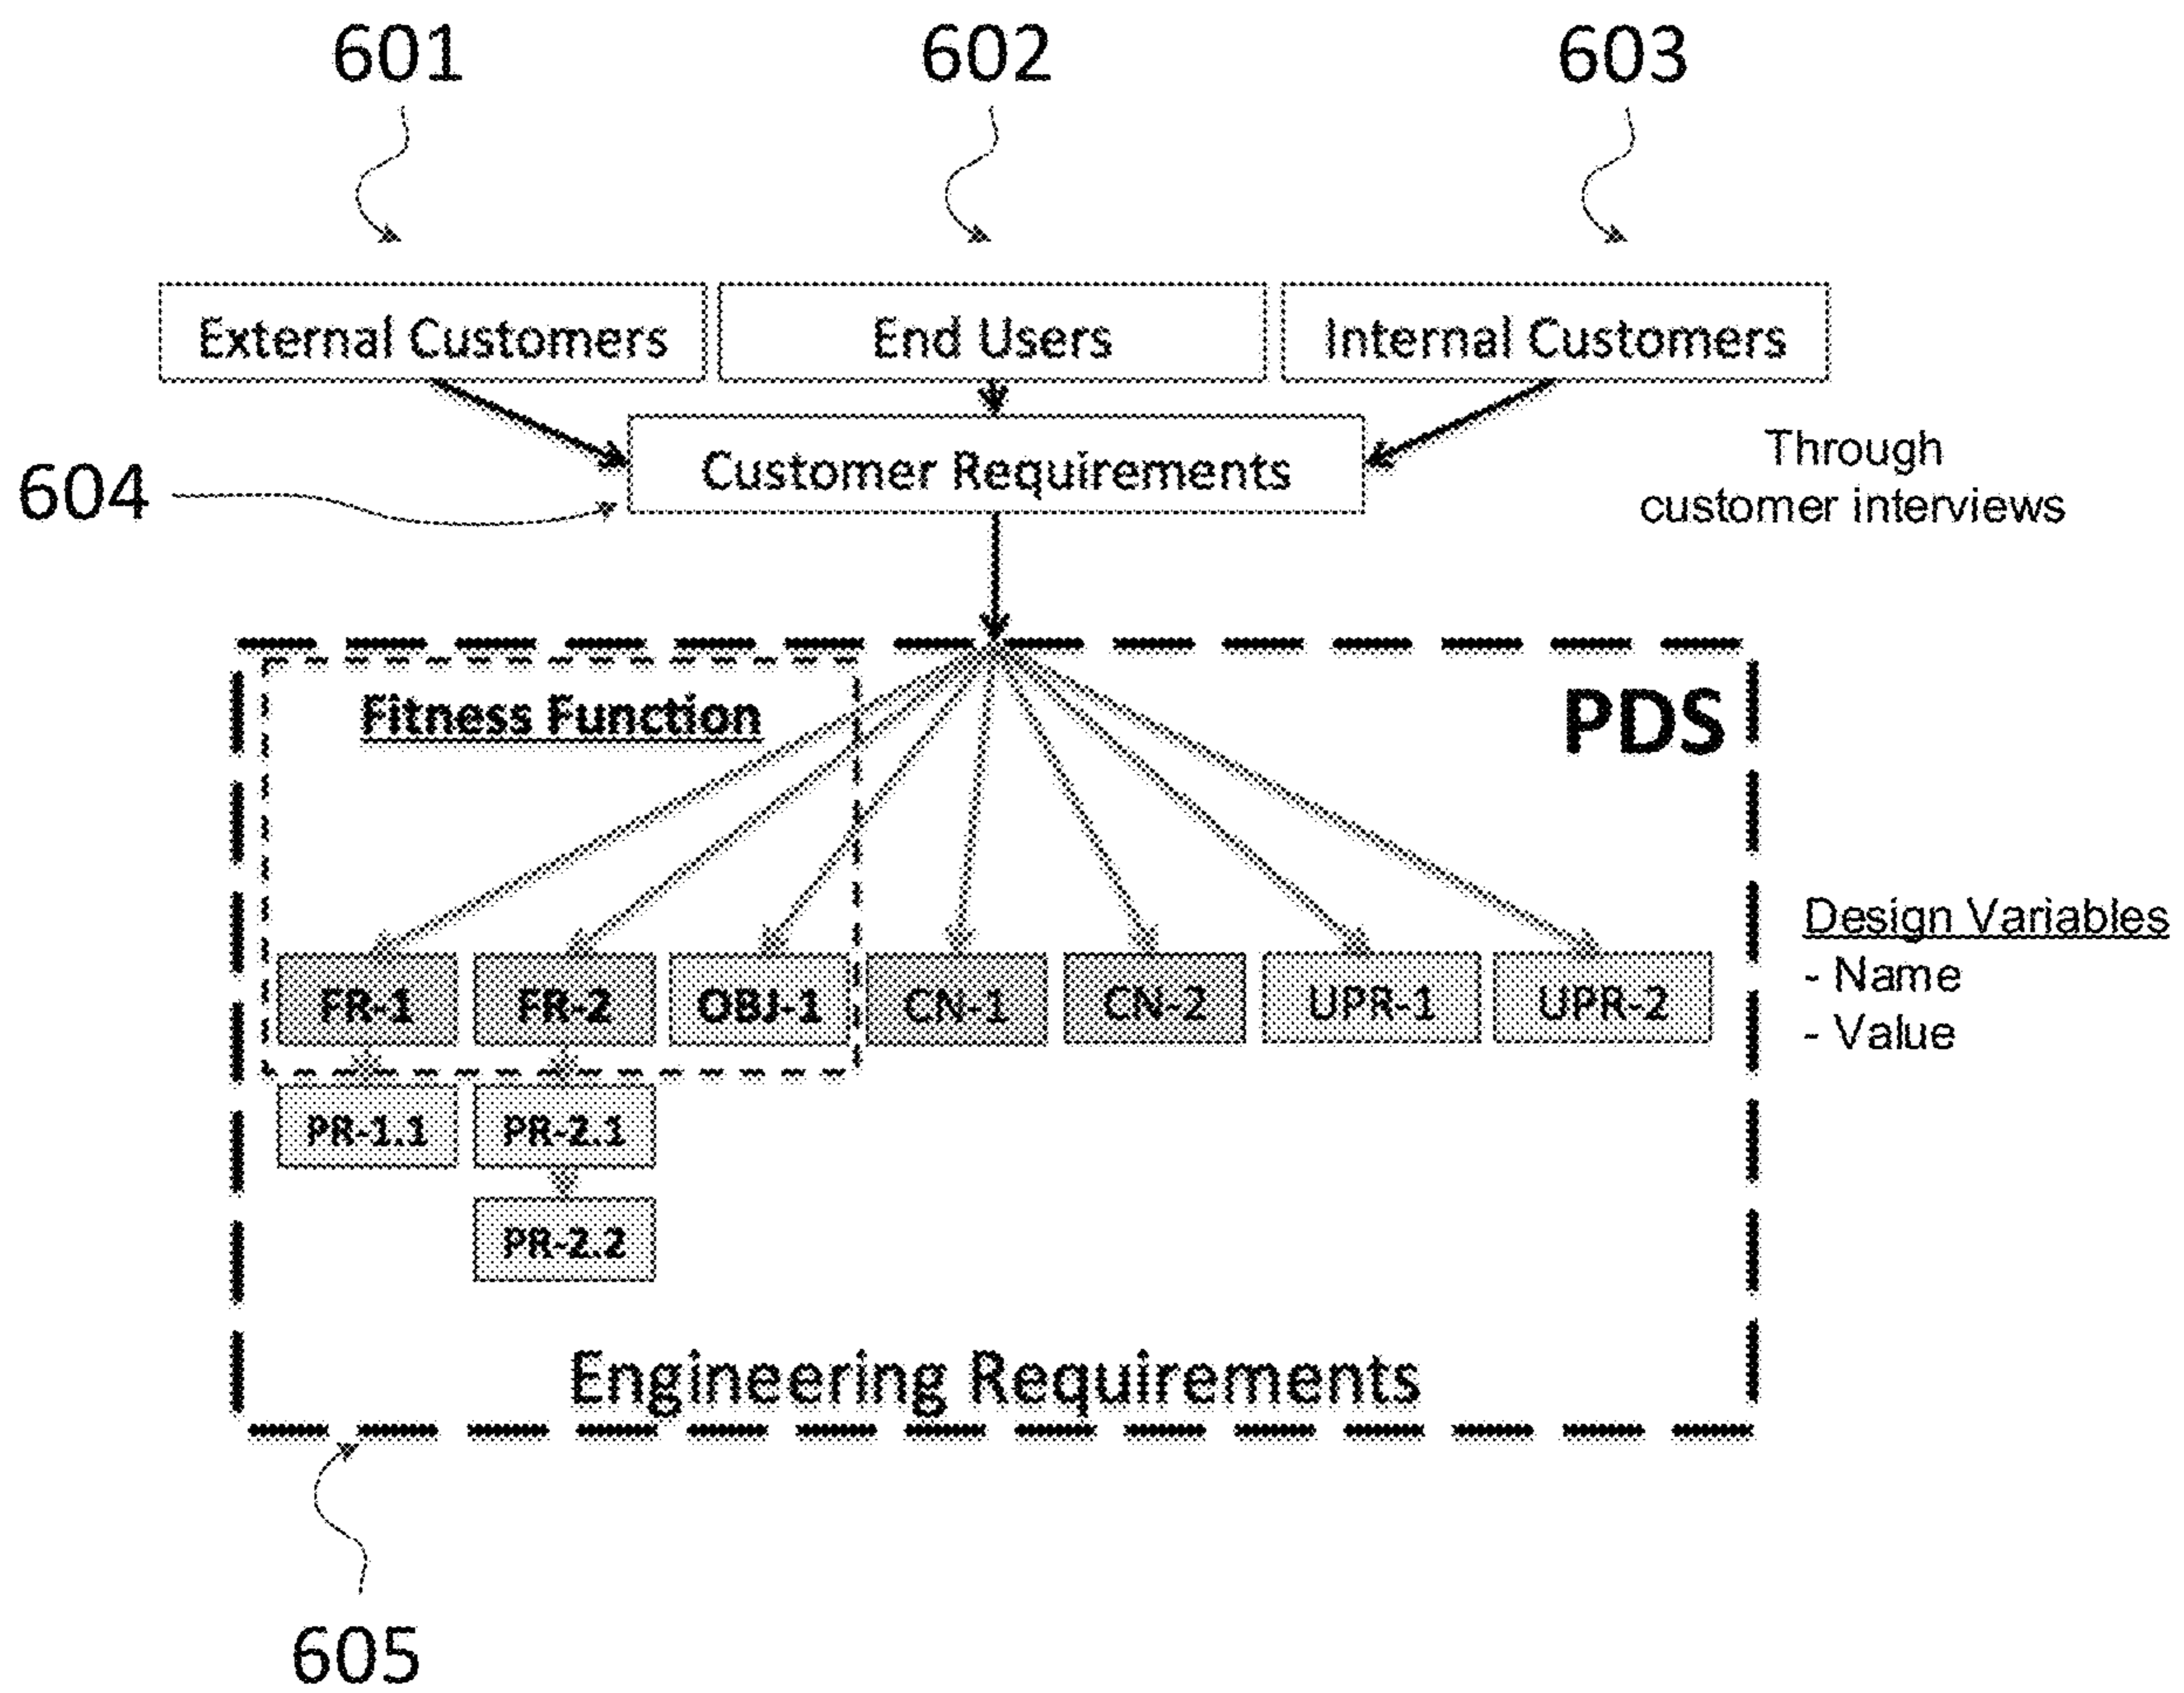 601
602
603
External Customers
End Users
Internal Customers
604
Customer Requirements
Through
customer interviews
Fitness Function
PDS
FR-1
FR-2
OBJ-1
CN-1
CN-2
UPR-1
UPR-2
Design Variables
- Name
- Value
PR-1.1
PR-2.1
PR-2.2
Engineering Requirements
605